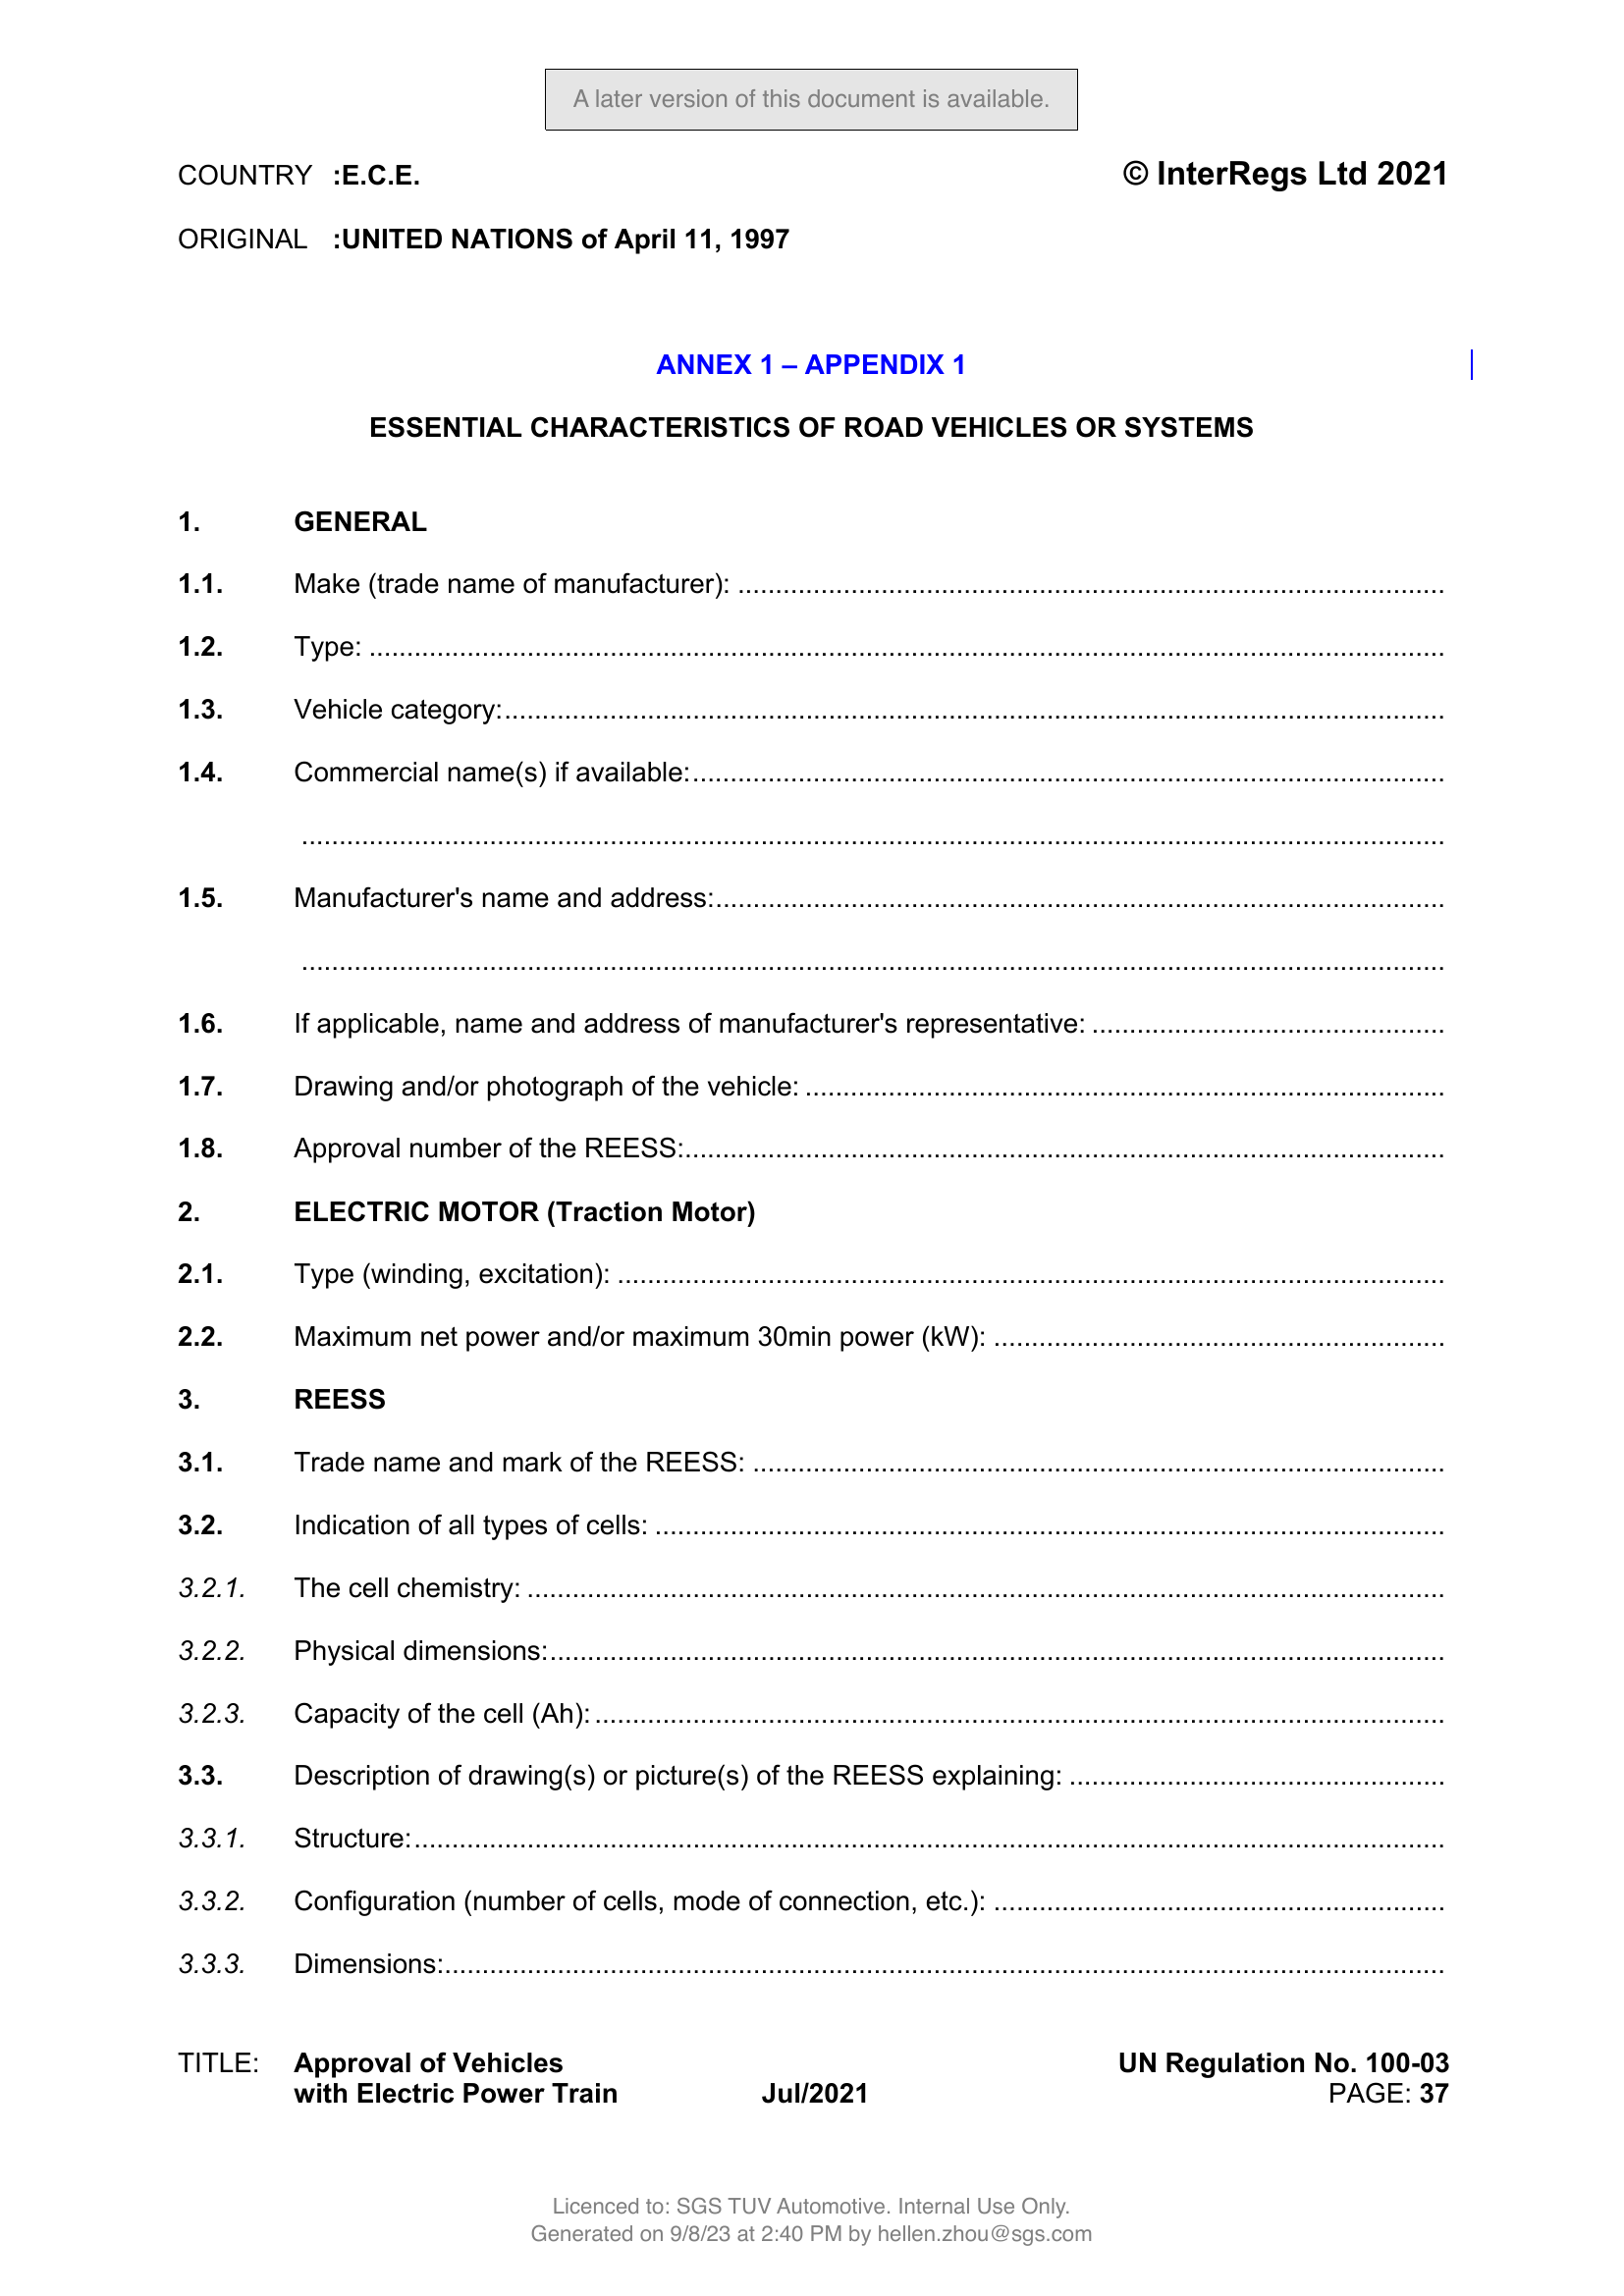 A later version of this document is available.
COUNTRY :E.C.E. © InterRegs Ltd 2021
ORIGINAL :UNITED NATIONS of April 11, 1997
ANNEX 1 – APPENDIX 1
ESSENTIAL CHARACTERISTICS OF ROAD VEHICLES OR SYSTEMS
1. GENERAL
1.1. Make (trade name of manufacturer): ........................................
1.2. Type: ........................................
1.3. Vehicle category:........................................
1.4. Commercial name(s) if available:........................................
........................................
1.5. Manufacturer's name and address:........................................
........................................
1.6. If applicable, name and address of manufacturer's representative: ........................................
1.7. Drawing and/or photograph of the vehicle: ........................................
1.8. Approval number of the REESS:........................................
2. ELECTRIC MOTOR (Traction Motor)
2.1. Type (winding, excitation): ........................................
2.2. Maximum net power and/or maximum 30min power (kW): ........................................
3. REESS
3.1. Trade name and mark of the REESS: ........................................
3.2. Indication of all types of cells: ........................................
3.2.1. The cell chemistry: ........................................
3.2.2. Physical dimensions:........................................
3.2.3. Capacity of the cell (Ah):........................................
3.3. Description of drawing(s) or picture(s) of the REESS explaining: ........................................
3.3.1. Structure:........................................
3.3.2. Configuration (number of cells, mode of connection, etc.): ........................................
3.3.3. Dimensions:........................................
TITLE: Approval of Vehicles UN Regulation No. 100-03
with Electric Power Train Jul/2021 PAGE: 37
Licenced to: SGS TUV Automotive. Internal Use Only.
Generated on 9/8/23 at 2:40 PM by hellen.zhou@sgs.com